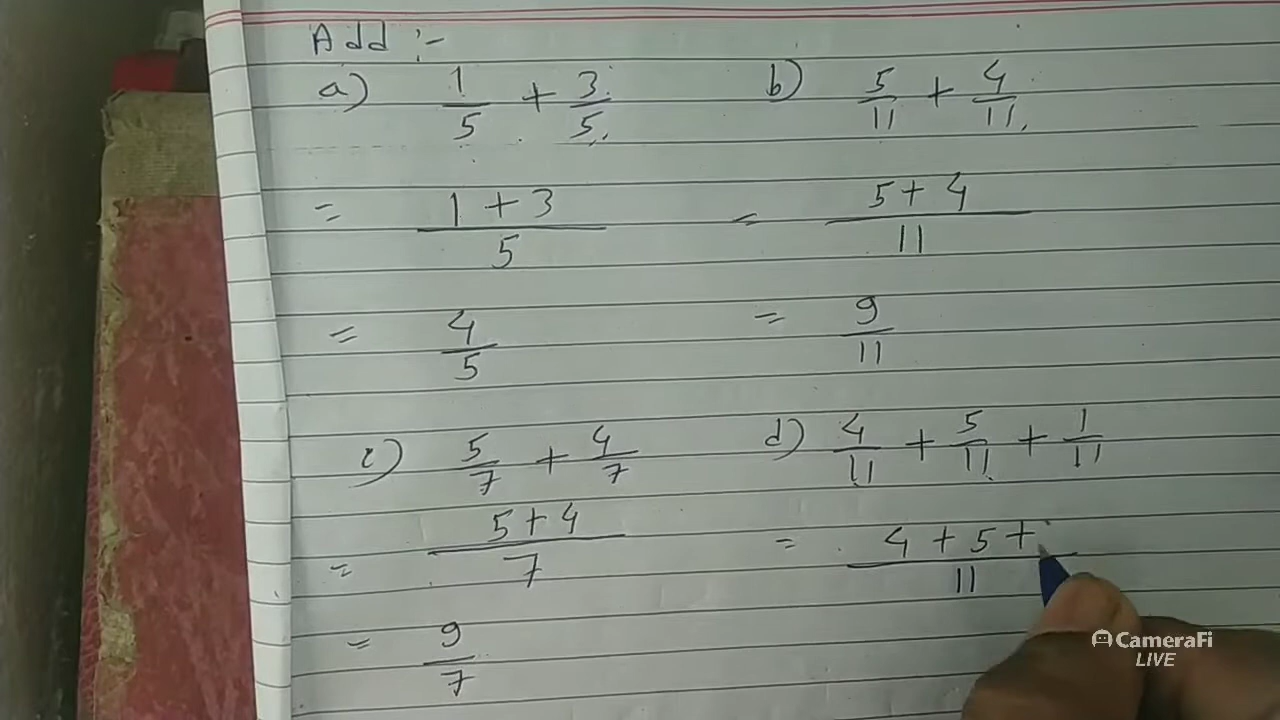 Add :-
a) 1/5 + 3/5
b) 5/11 + 4/11
= (1 + 3)/5
= (5 + 4)/11
= 4/5
= 9/11
c) 5/7 + 4/7
d) 4/11 + 5/11 + 1/11
= (5 + 4)/7
= (4 + 5 +)/11
= 9/7
CameraFi
LIVE